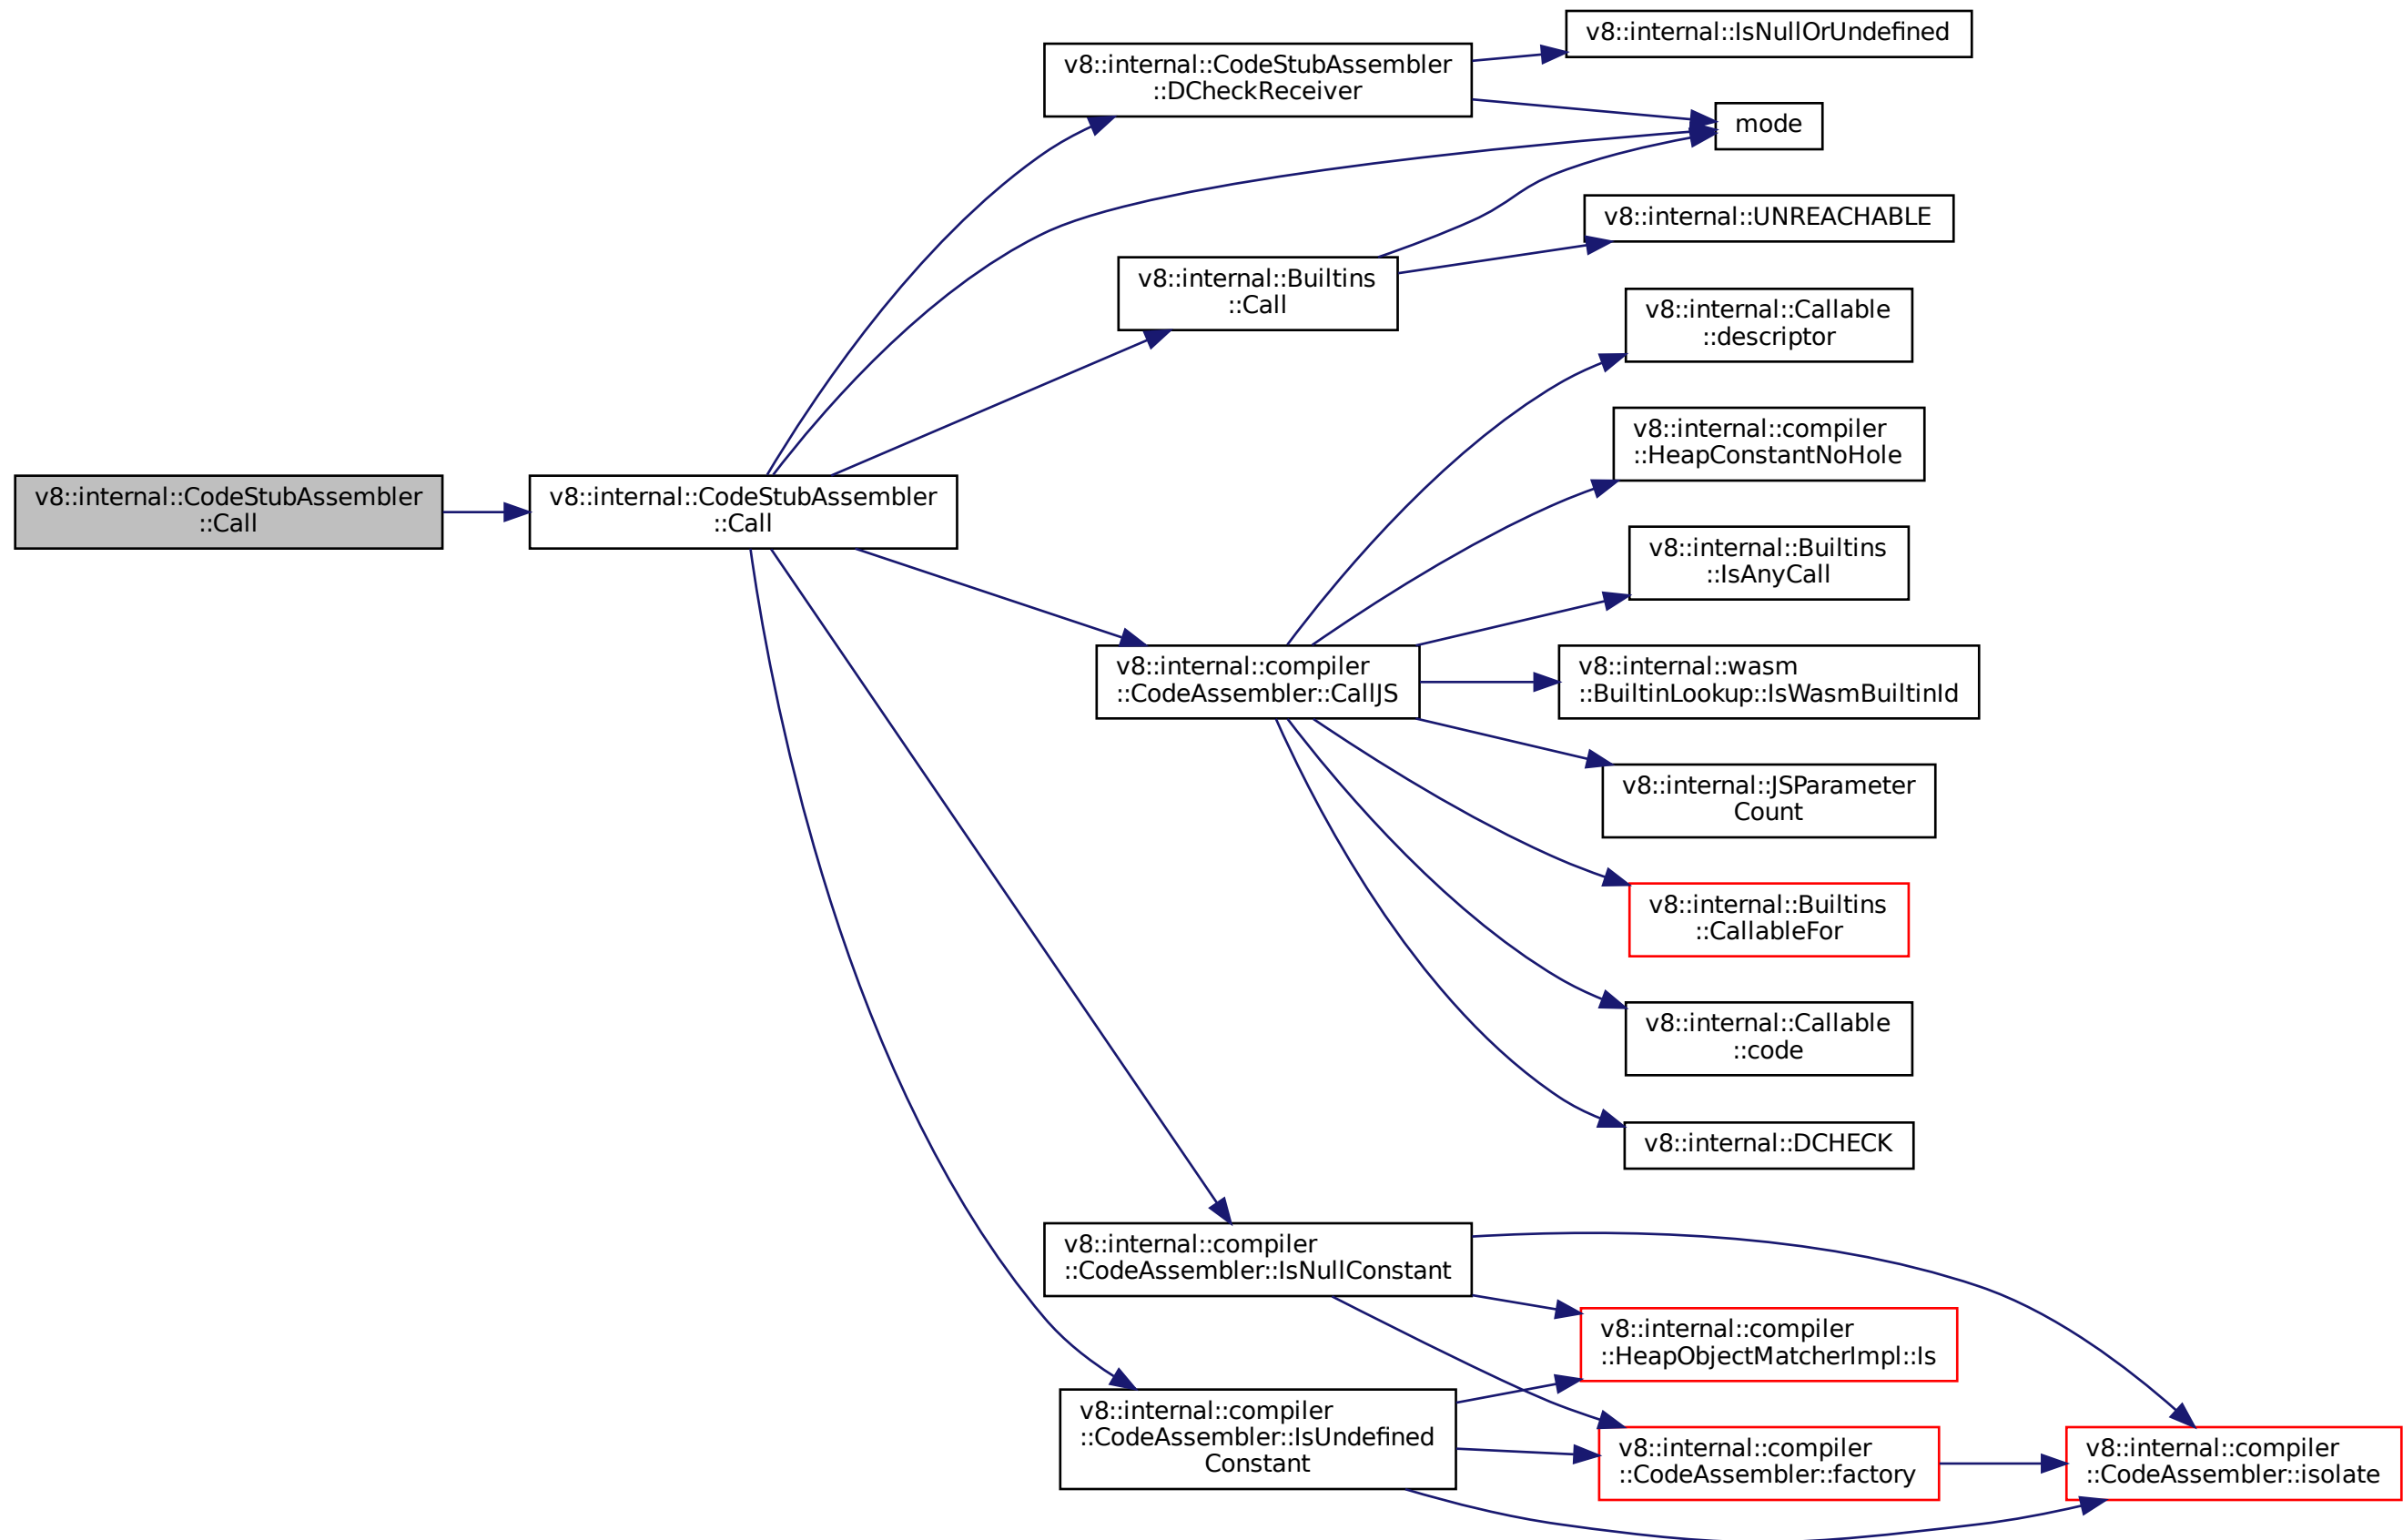 v8::internal::CodeStubAssembler
::Call
v8::internal::CodeStubAssembler
::Call
v8::internal::CodeStubAssembler
::DCheckReceiver
v8::internal::IsNullOrUndefined
mode
v8::internal::Builtins
::Call
v8::internal::UNREACHABLE
v8::internal::compiler
::CodeAssembler::CallJS
v8::internal::Callable
::descriptor
v8::internal::compiler
::HeapConstantNoHole
v8::internal::Builtins
::IsAnyCall
v8::internal::wasm
::BuiltinLookup::IsWasmBuiltinId
v8::internal::JSParameter
Count
v8::internal::Builtins
::CallableFor
v8::internal::Callable
::code
v8::internal::DCHECK
v8::internal::compiler
::CodeAssembler::IsNullConstant
v8::internal::compiler
::HeapObjectMatcherImpl::Is
v8::internal::compiler
::CodeAssembler::IsUndefined
Constant
v8::internal::compiler
::CodeAssembler::factory
v8::internal::compiler
::CodeAssembler::isolate